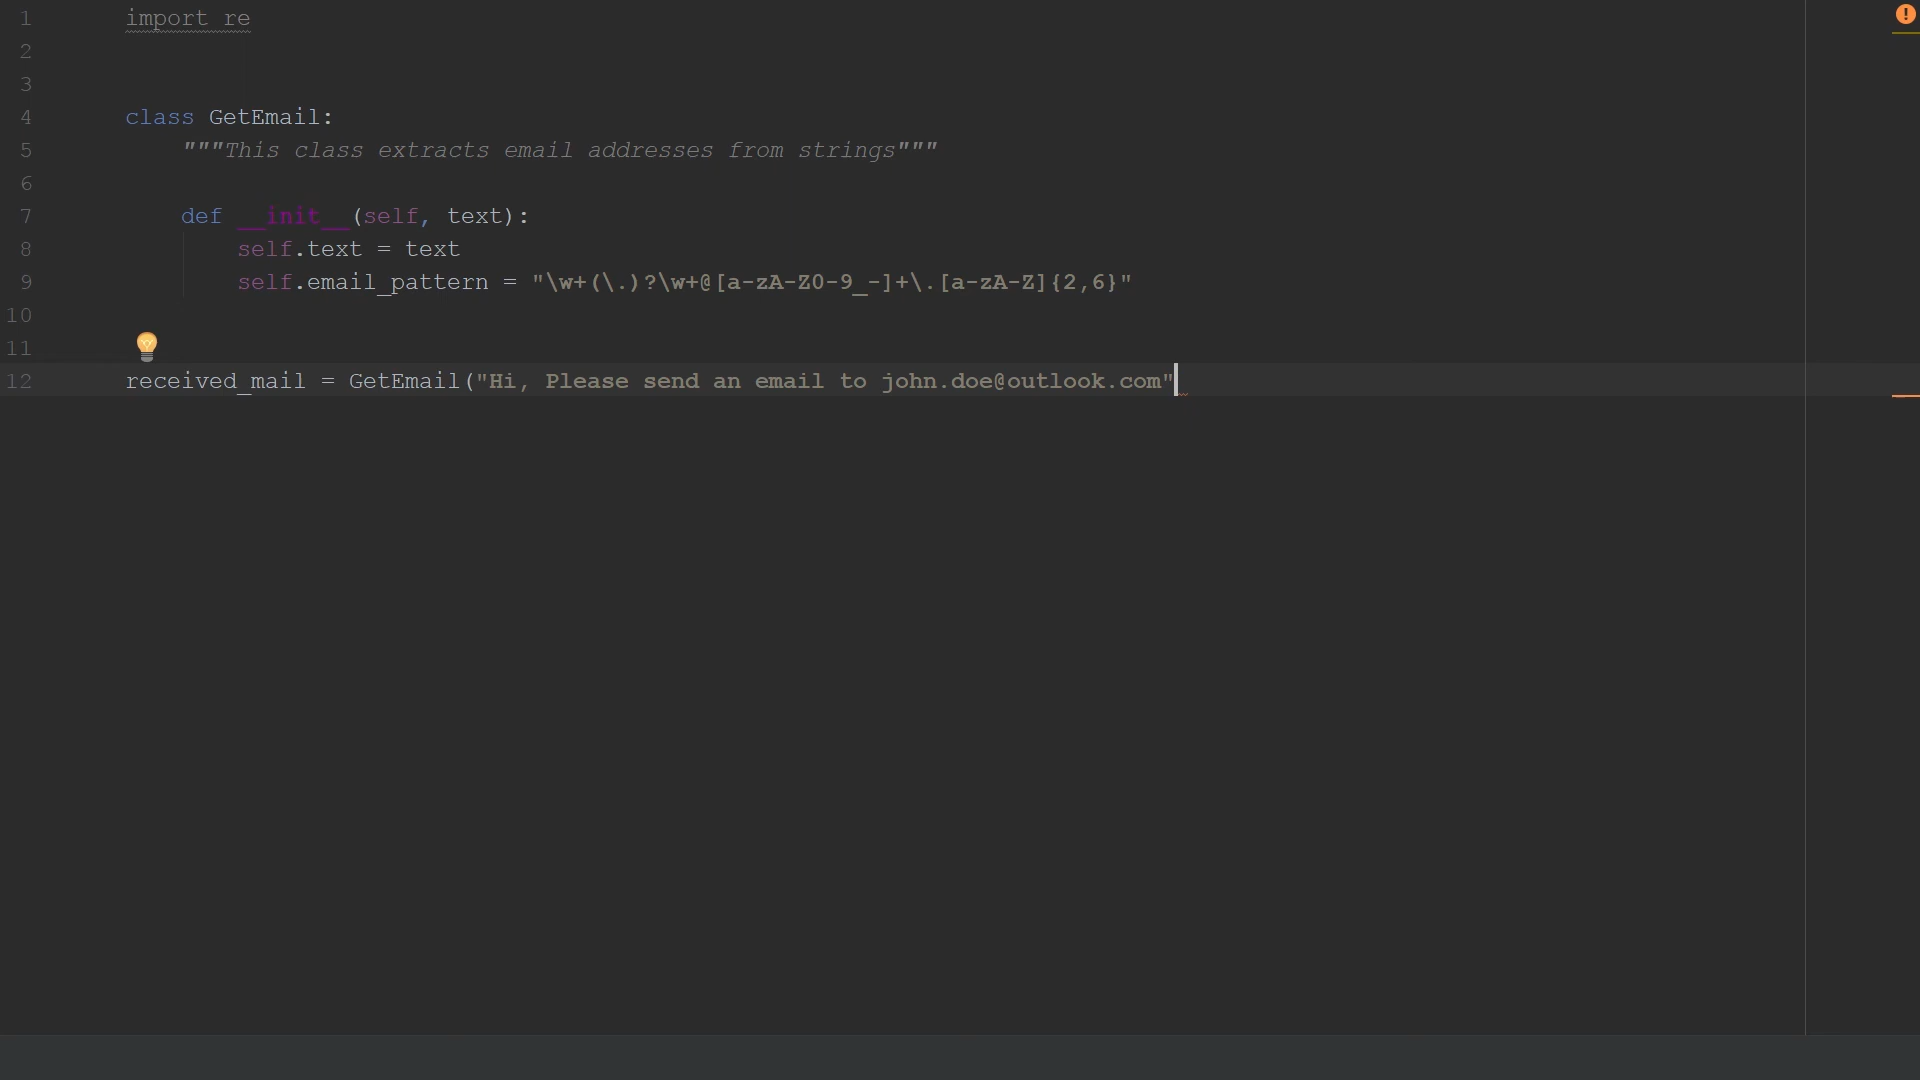 1 import re
2
3
4 class GetEmail:
5 """This class extracts email addresses from strings"""
6
7 def __init__(self, text):
8 self.text = text
9 self.email_pattern = "\w+(\.)?\w+@[a-zA-Z0-9_-]+\.[a-zA-Z]{2,6}"
10
11
12 received_mail = GetEmail("Hi, Please send an email to john.doe@outlook.com"